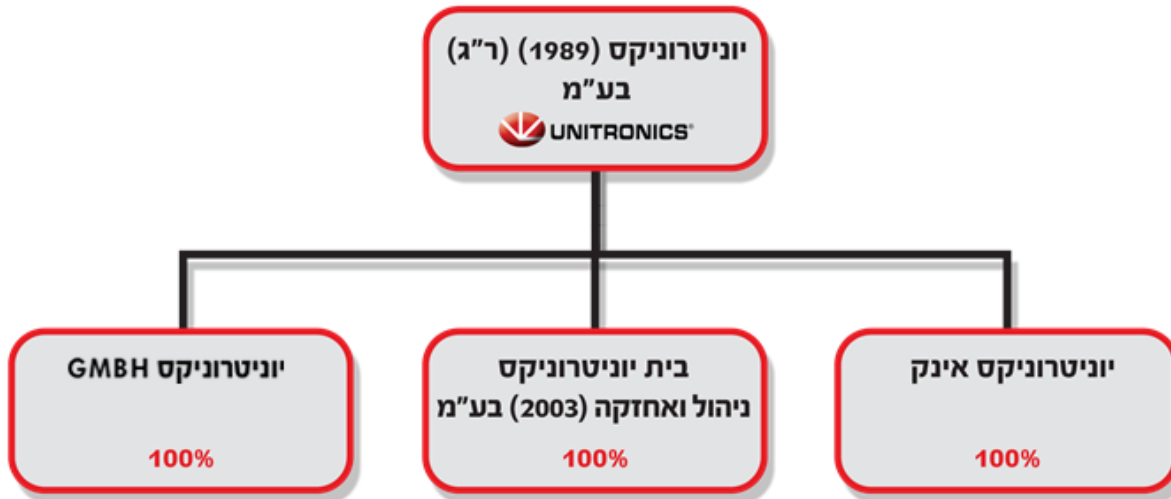 יוניטרוניקס (1989) (ר"ג)
בע"מ
UNITRONICS®
יוניטרוניקס אינק
100%
בית יוניטרוניקס
ניהול ואחזקה (2003) בע"מ
100%
יוניטרוניקס GMBH
100%